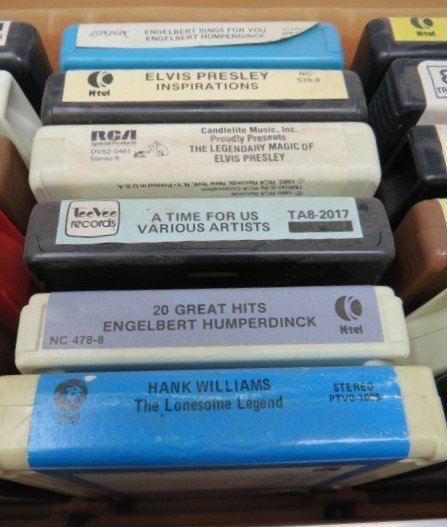 LONDON
ENGELBERT SINGS FOR YOU
ENGELBERT HUMPERDINCK
K-tel
ELVIS PRESLEY
INSPIRATIONS
NC-
539-8
RCA
Special Products
DVS2-0461
Stereo 8
Candlelite Music, Inc.
Proudly Presents
THE LEGENDARY MAGIC OF
ELVIS PRESLEY
TeeVee
records
A TIME FOR US
VARIOUS ARTISTS
TA8-2017
20 GREAT HITS
ENGELBERT HUMPERDINCK
NC 478-8
K-tel
HANK WILLIAMS
The Lonesome Legend
STEREO
K-tel